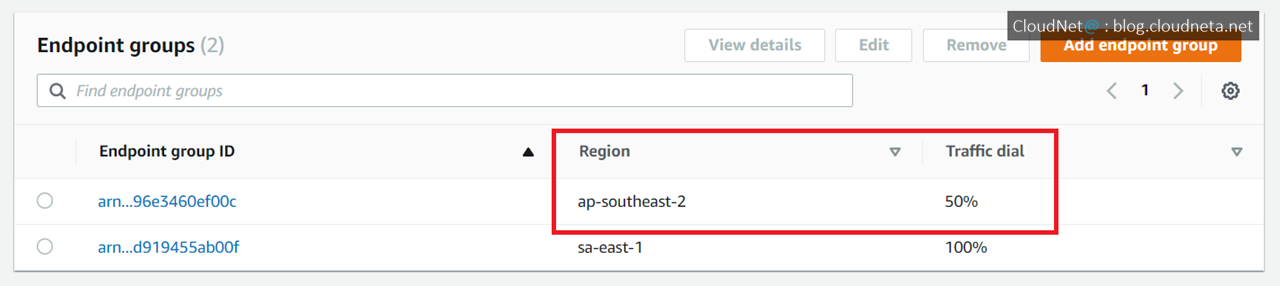 CloudNet@ : blog.cloudneta.net
Endpoint groups (2)
View details
Edit
Remove
Add endpoint group
Find endpoint groups
1
Endpoint group ID
Region
Traffic dial
arn...96e3460ef00c
ap-southeast-2
50%
arn...d919455ab00f
sa-east-1
100%